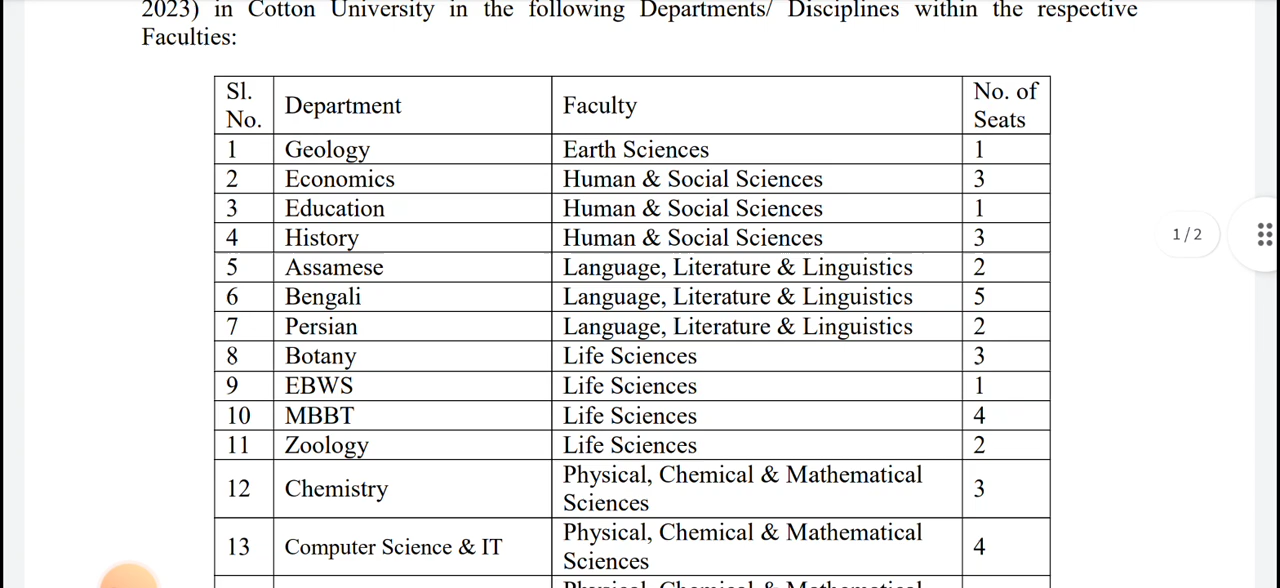 2023) in Cotton University in the following Departments/ Disciplines within the respective
Faculties:
Sl. No. Department Faculty No. of Seats
1 Geology Earth Sciences 1
2 Economics Human & Social Sciences 3
3 Education Human & Social Sciences 1
4 History Human & Social Sciences 3
5 Assamese Language, Literature & Linguistics 2
6 Bengali Language, Literature & Linguistics 5
7 Persian Language, Literature & Linguistics 2
8 Botany Life Sciences 3
9 EBWS Life Sciences 1
10 MBBT Life Sciences 4
11 Zoology Life Sciences 2
12 Chemistry Physical, Chemical & Mathematical Sciences 3
13 Computer Science & IT Physical, Chemical & Mathematical Sciences 4
1/2